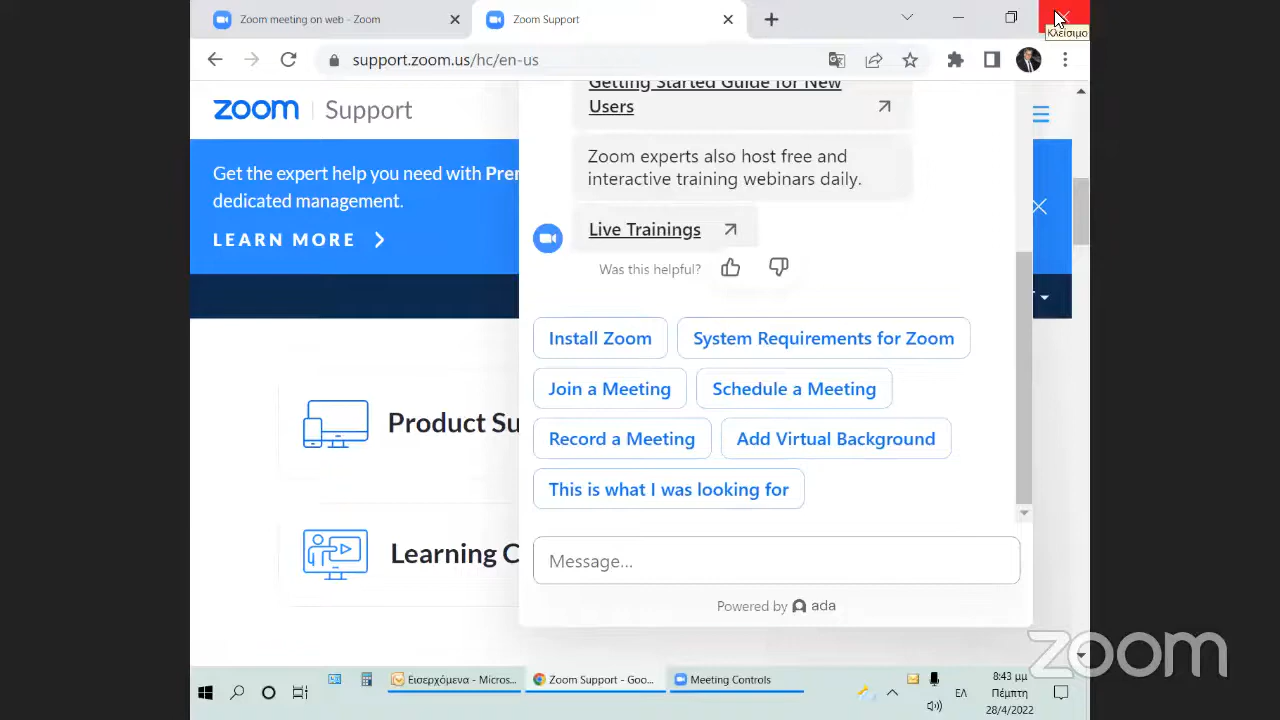 Zoom meeting on web - Zoom
Zoom Support
Κλείσιμο
support.zoom.us/hc/en-us
zoom Support
Getting Started Guide for New
Users
Get the expert help you need with Pre
dedicated management.
LEARN MORE
Zoom experts also host free and
interactive training webinars daily.
Live Trainings
Was this helpful?
Install Zoom
System Requirements for Zoom
Join a Meeting
Schedule a Meeting
Record a Meeting
Add Virtual Background
This is what I was looking for
Product Su
Learning C
Message...
Powered by ada
zoom
Εισερχόμενα - Micros...
Zoom Support - Goo...
Meeting Controls
ΕΛ
8:43 μμ
Πέμπτη
28/4/2022